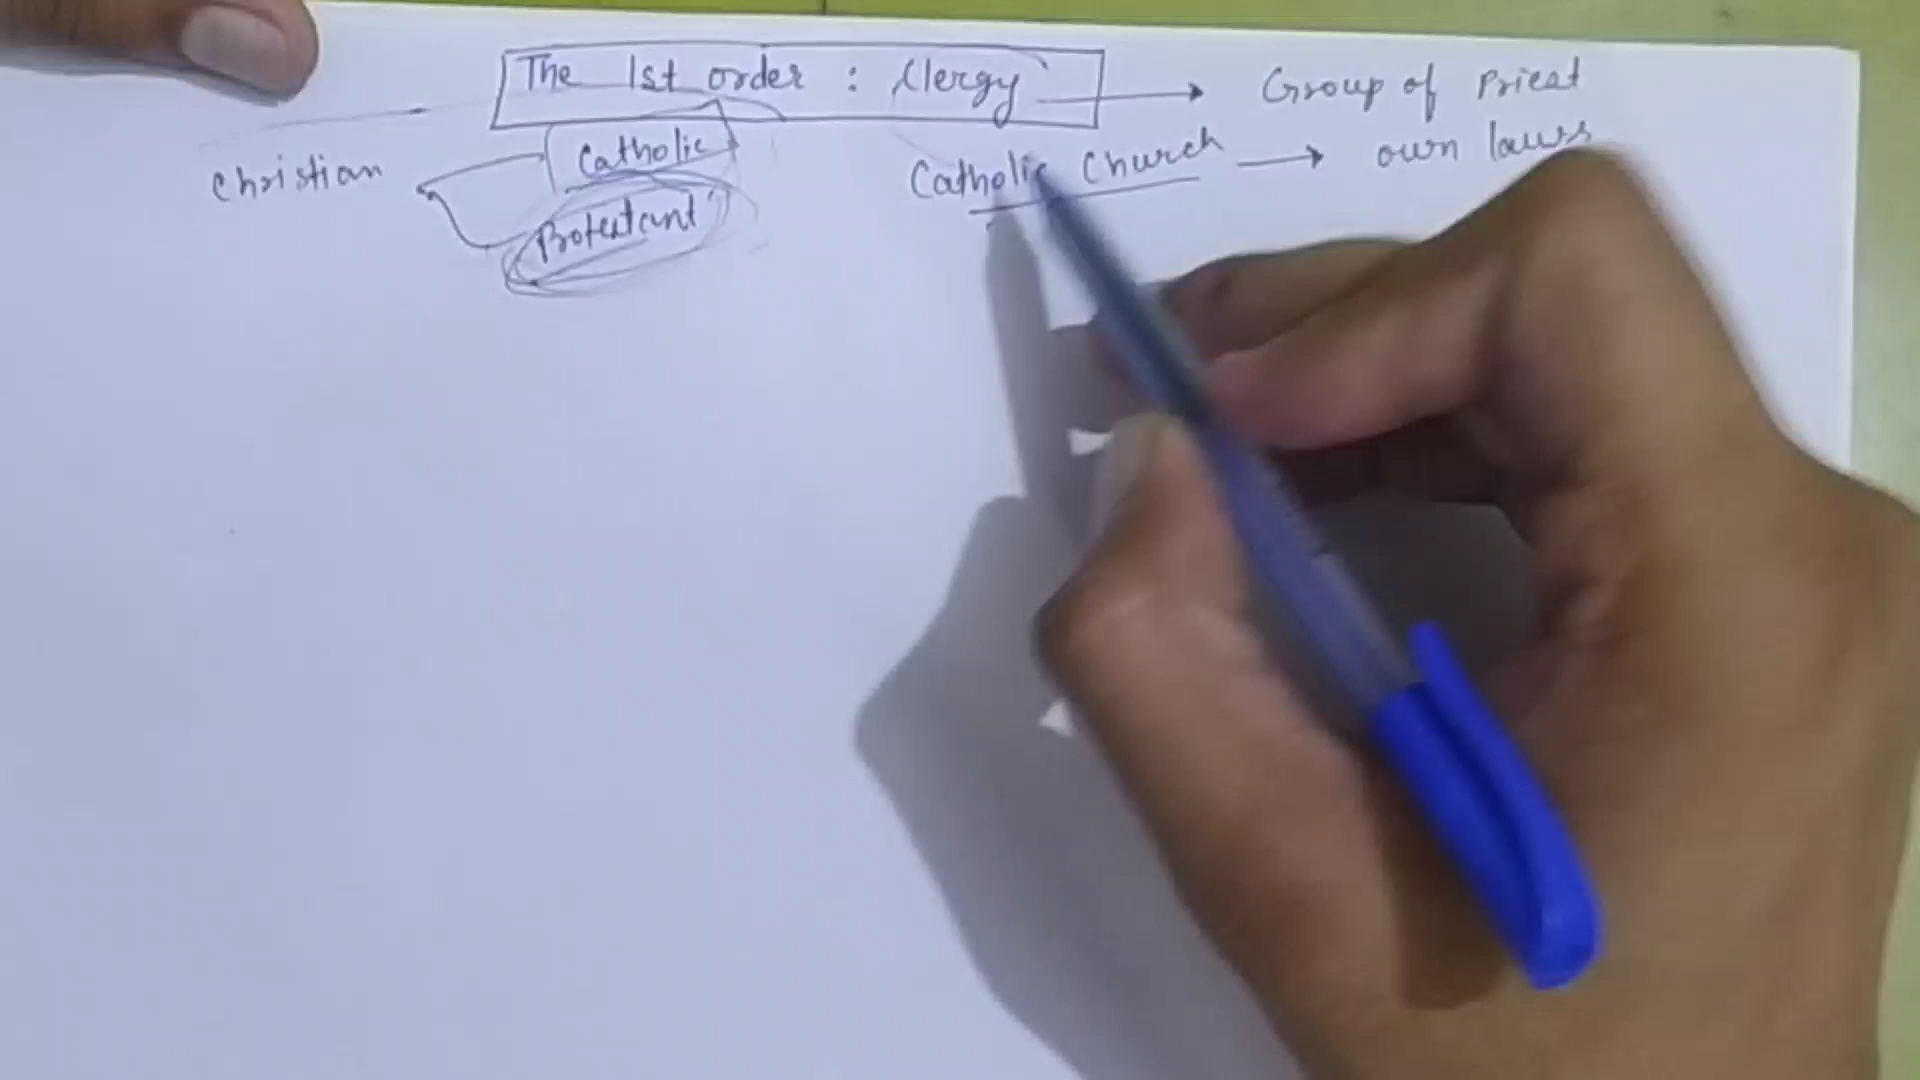 The 1st order : Clergy → Group of Priest
Christian
Catholic
Protestant
Catholic Church → own laws